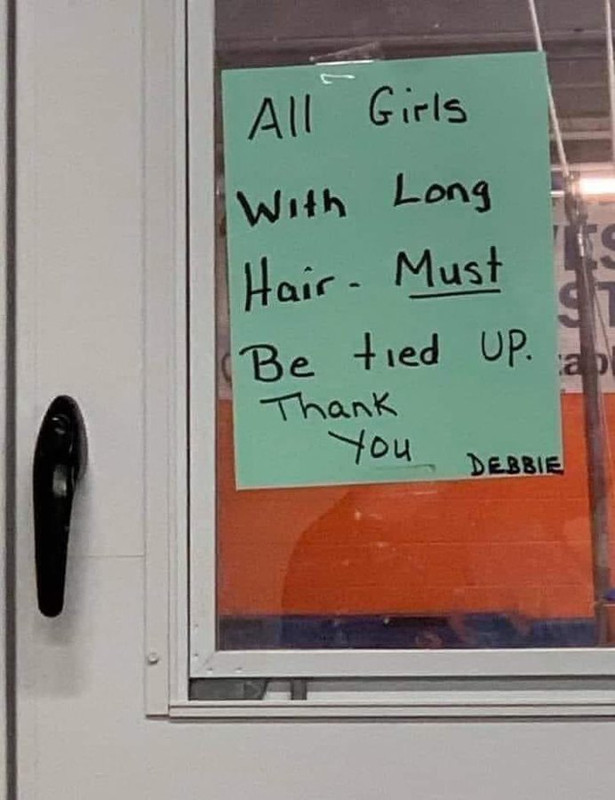 All Girls
With Long
Hair- Must
Be tied UP.
Thank
You
DEBBIE